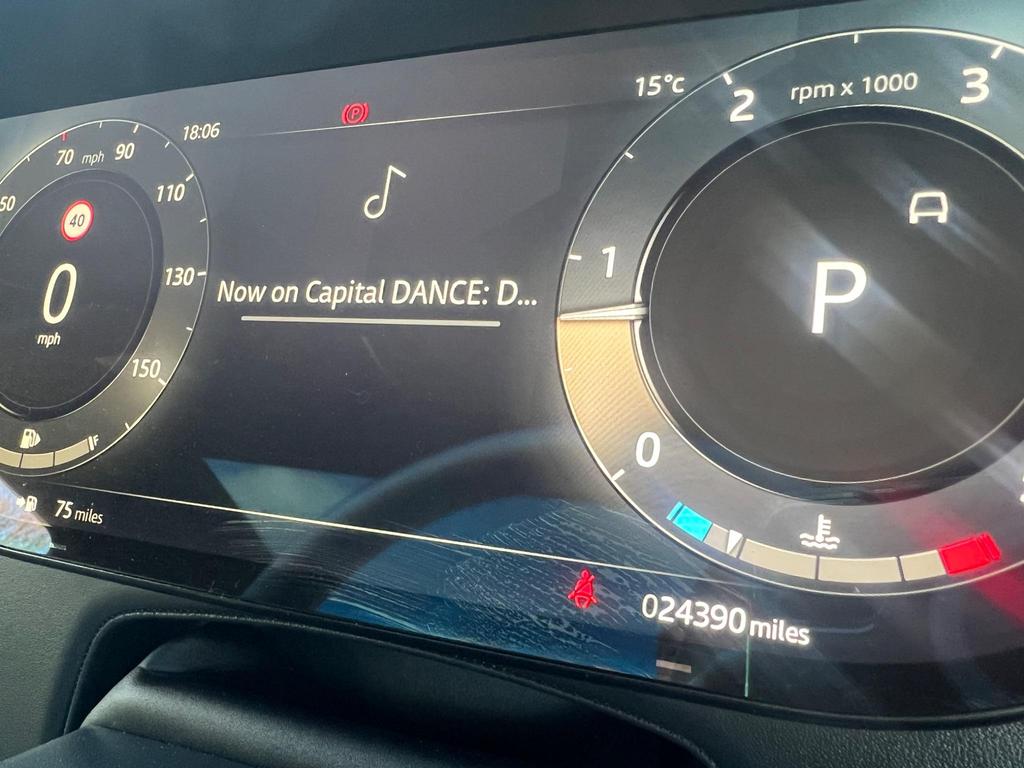 18:06
P
15°c
50
70 mph
90
110
130
150
40
0
mph
Now on Capital DANCE: D...
F
75 miles
rpm x 1000
0
1
2
3
P
024390 miles